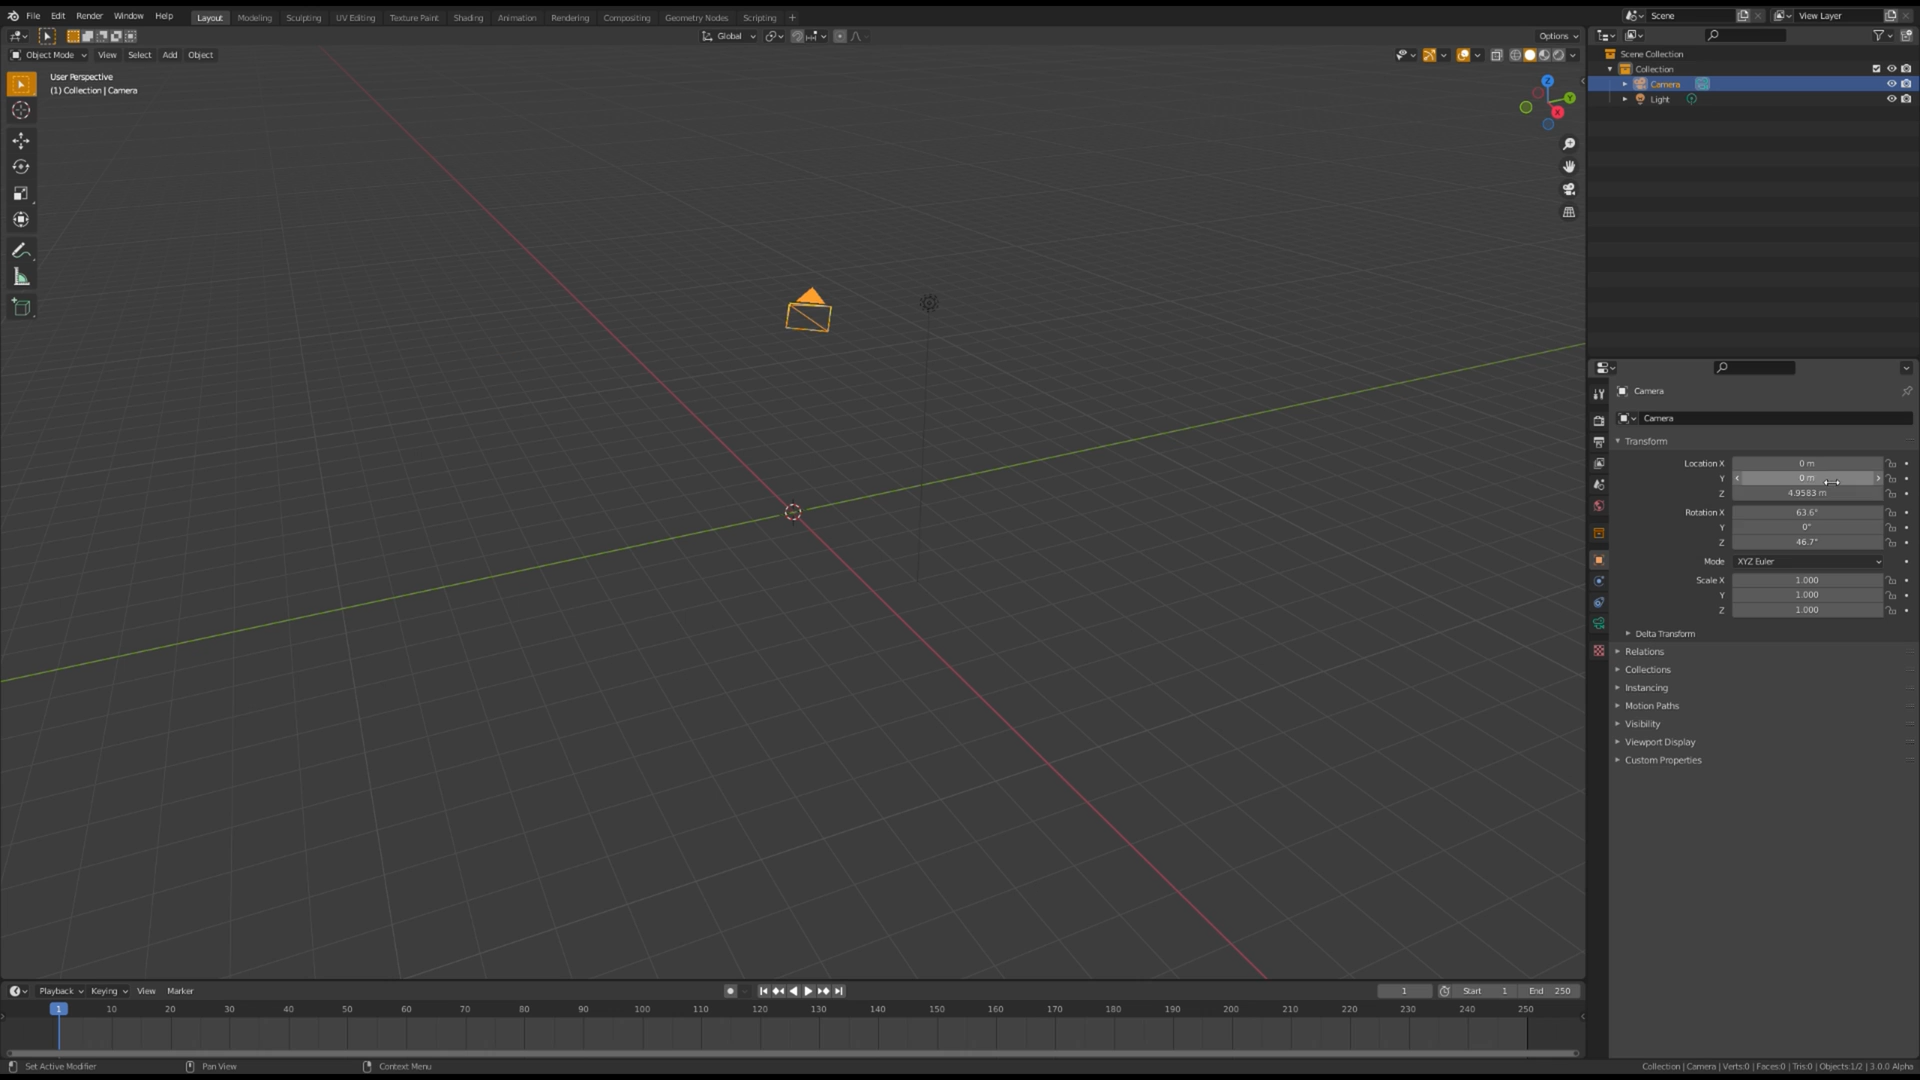 File Edit Render Window Help Layout Modeling Sculpting UV Editing Texture Paint Shading Animation Rendering Compositing Geometry Nodes Scripting + Scene View Layer
Global Options
Object Mode View Select Add Object
User Perspective
(1) Collection | Camera
Z
Y
X
Scene Collection
Collection
Camera
Light
Camera
Camera
Transform
Location X 0 m
Y 0 m
Z 4.9583 m
Rotation X 63.6°
Y 0°
Z 46.7°
Mode XYZ Euler
Scale X 1.000
Y 1.000
Z 1.000
Delta Transform
Relations
Collections
Instancing
Motion Paths
Visibility
Viewport Display
Custom Properties
Playback Keying View Marker 1 Start 1 End 250
1 10 20 30 40 50 60 70 80 90 100 110 120 130 140 150 160 170 180 190 200 210 220 230 240 250
Set Active Modifier Pan View Context Menu Collection | Camera | Verts:0 | Faces:0 | Tris:0 | Objects:1/2 | 3.0.0 Alpha